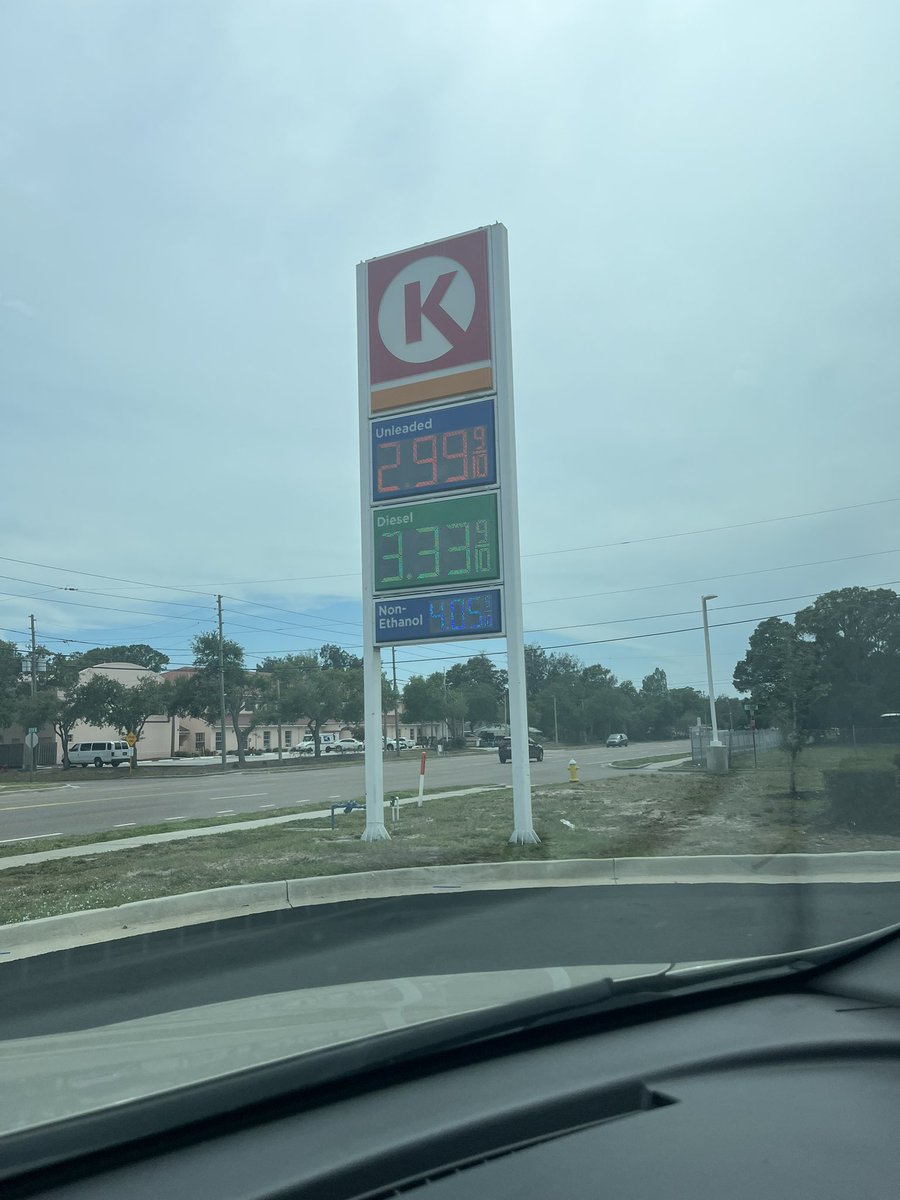 K
Unleaded
2.99 9/10
Diesel
3.33 9/10
Non-
Ethanol 4.05 9/10